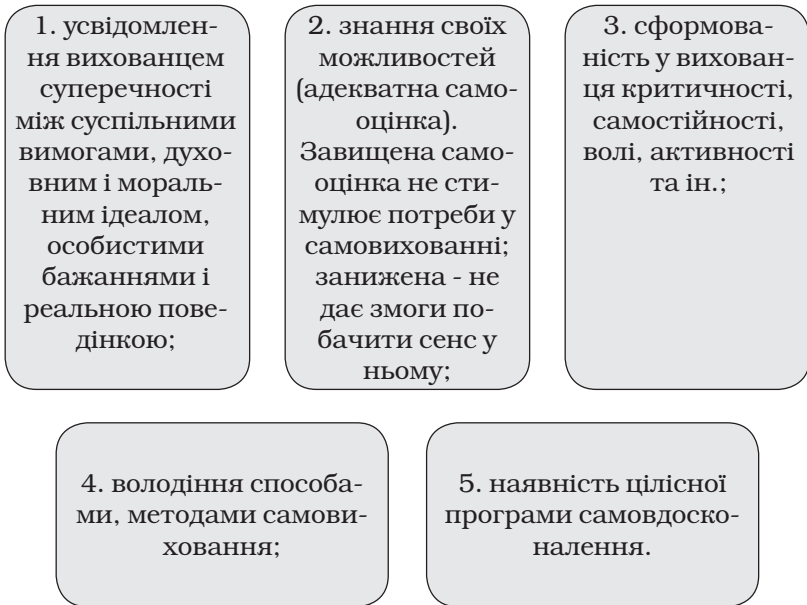 1. усвідомлен-
ня вихованцем
суперечності
між суспільними
вимогами, духо-
вним і мораль-
ним ідеалом,
особистими
бажаннями і
реальною пове-
дінкою;
2. знання своїх
можливостей
(адекватна само-
оцінка).
Завищена само-
оцінка не сти-
мулює потреби у
самовихованні;
занижена - не
дає змоги по-
бачити сенс у
ньому;
3. сформова-
ність у вихован-
ця критичності,
самостійності,
волі, активності
та ін.;
4. володіння способа-
ми, методами самови-
ховання;
5. наявність цілісної
програми самовдоско-
налення.